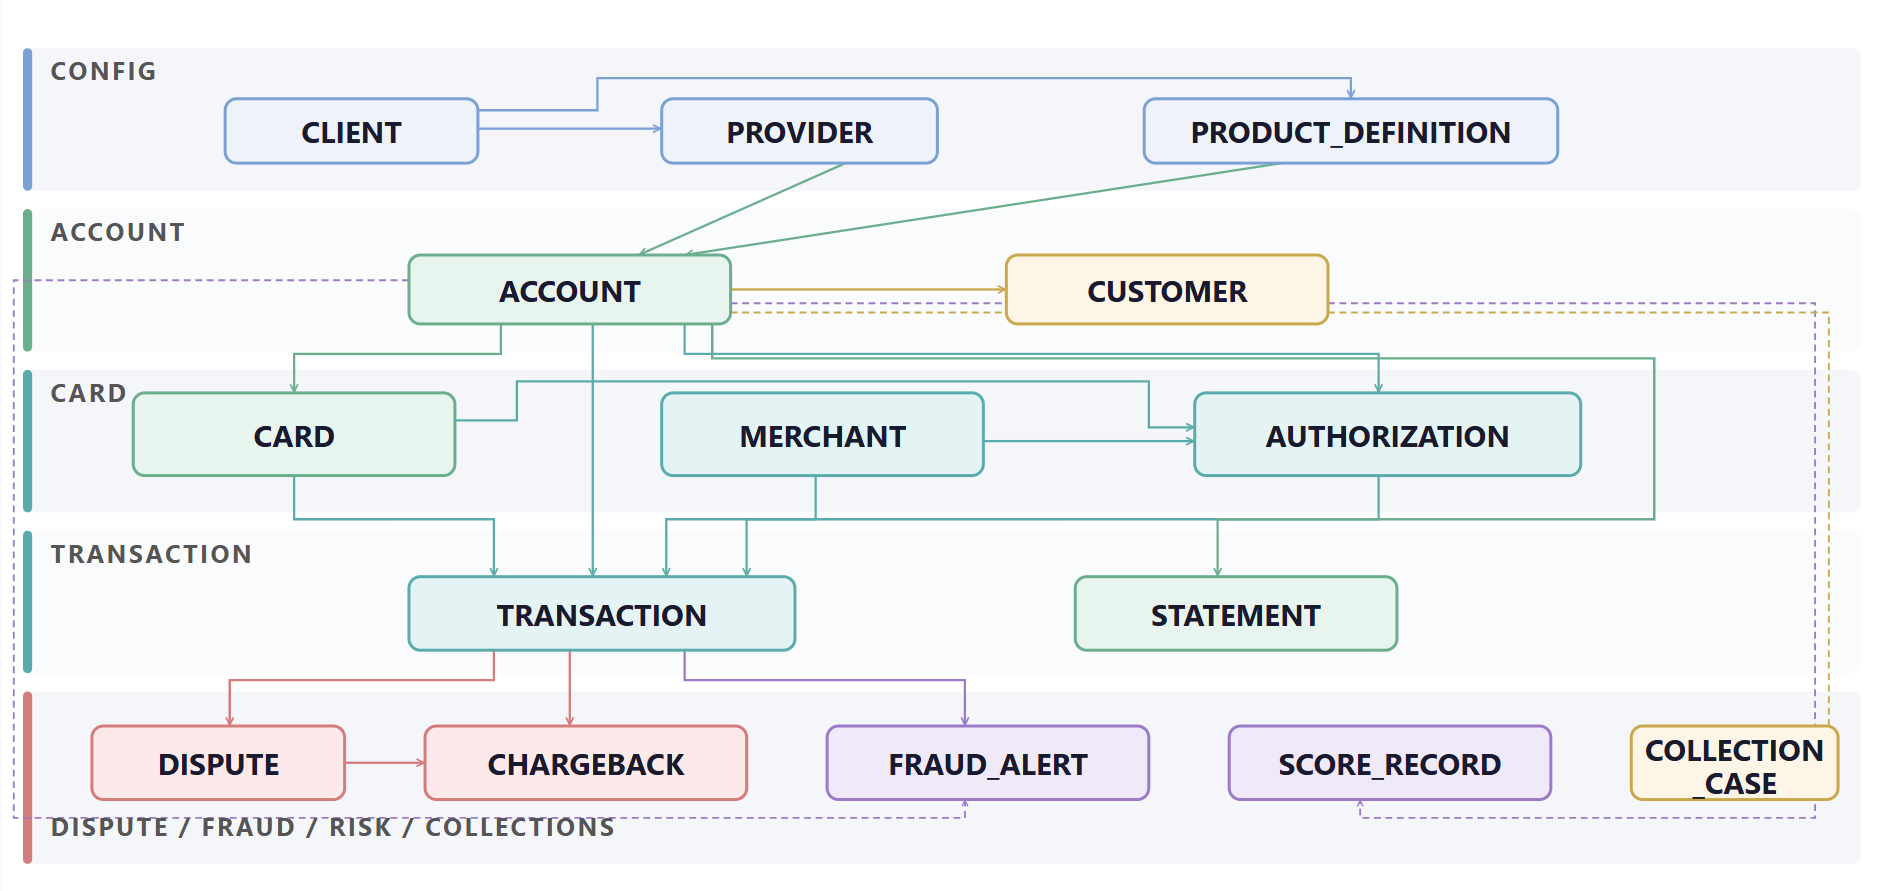 CONFIG
CLIENT
PROVIDER
PRODUCT_DEFINITION
ACCOUNT
ACCOUNT
CUSTOMER
CARD
CARD
MERCHANT
AUTHORIZATION
TRANSACTION
TRANSACTION
STATEMENT
DISPUTE
CHARGEBACK
FRAUD_ALERT
SCORE_RECORD
COLLECTION
_CASE
DISPUTE / FRAUD / RISK / COLLECTIONS